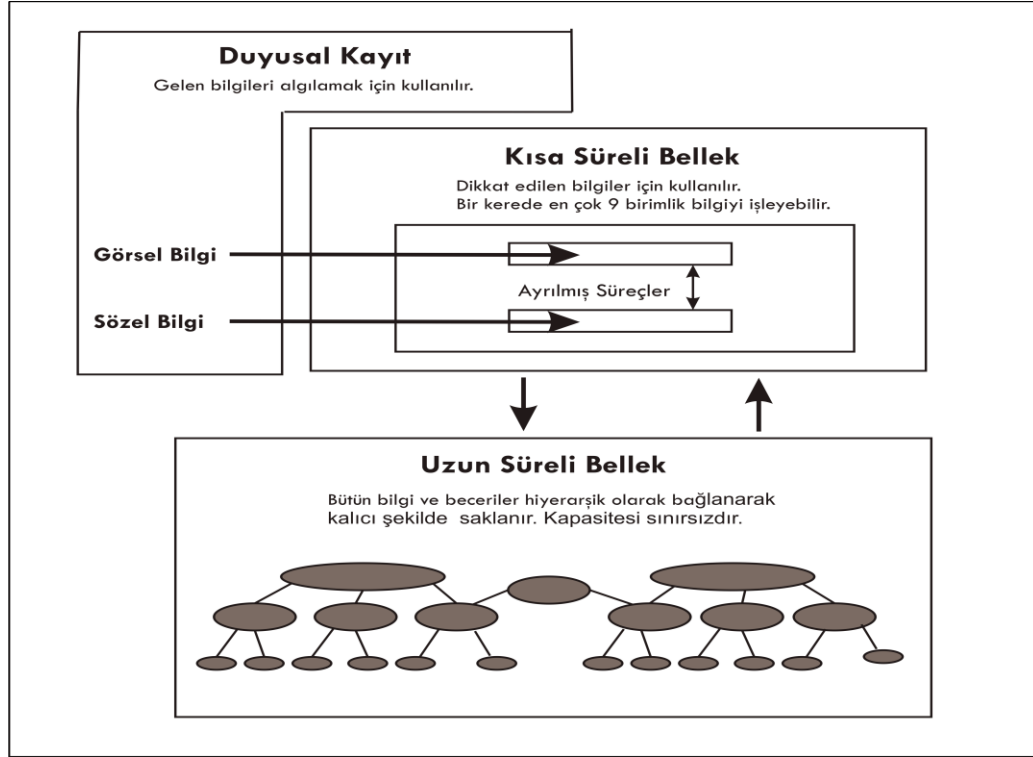 Duyusal Kayıt
Gelen bilgileri algılamak için kullanılır.
Kısa Süreli Bellek
Dikkat edilen bilgiler için kullanılır.
Bir kerede en çok 9 birimlik bilgiyi işleyebilir.
Görsel Bilgi
Ayrılmış Süreçler
Sözel Bilgi
Uzun Süreli Bellek
Bütün bilgi ve beceriler hiyerarşik olarak bağlanarak
kalıcı şekilde saklanır. Kapasitesi sınırsızdır.